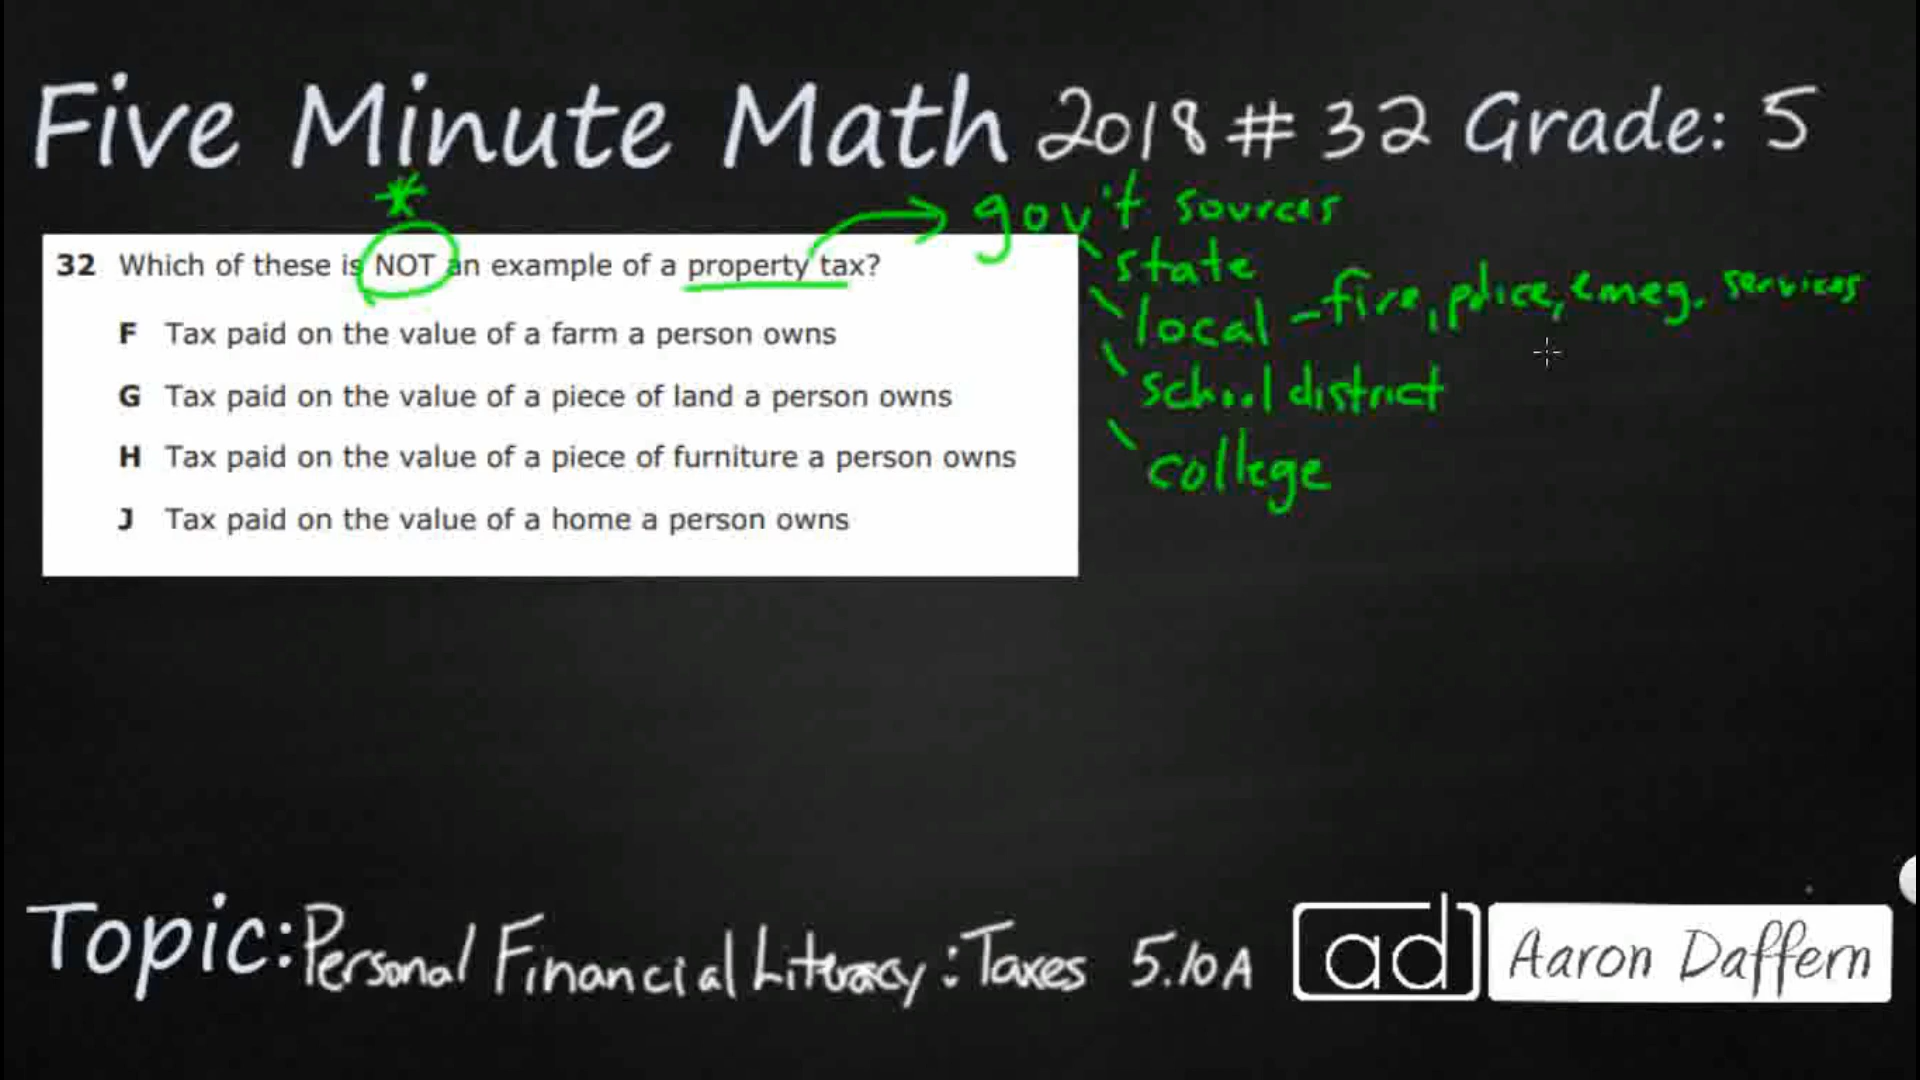 Five Minute Math 2018 # 32 Grade: 5
*
gov't sources
32 Which of these is NOT an example of a property tax?
state
local - fire, police, emeg. services
F Tax paid on the value of a farm a person owns
G Tax paid on the value of a piece of land a person owns
school district
H Tax paid on the value of a piece of furniture a person owns
college
J Tax paid on the value of a home a person owns
Topic: Personal Financial Literacy: Taxes 5.10A
ad Aaron Daffern